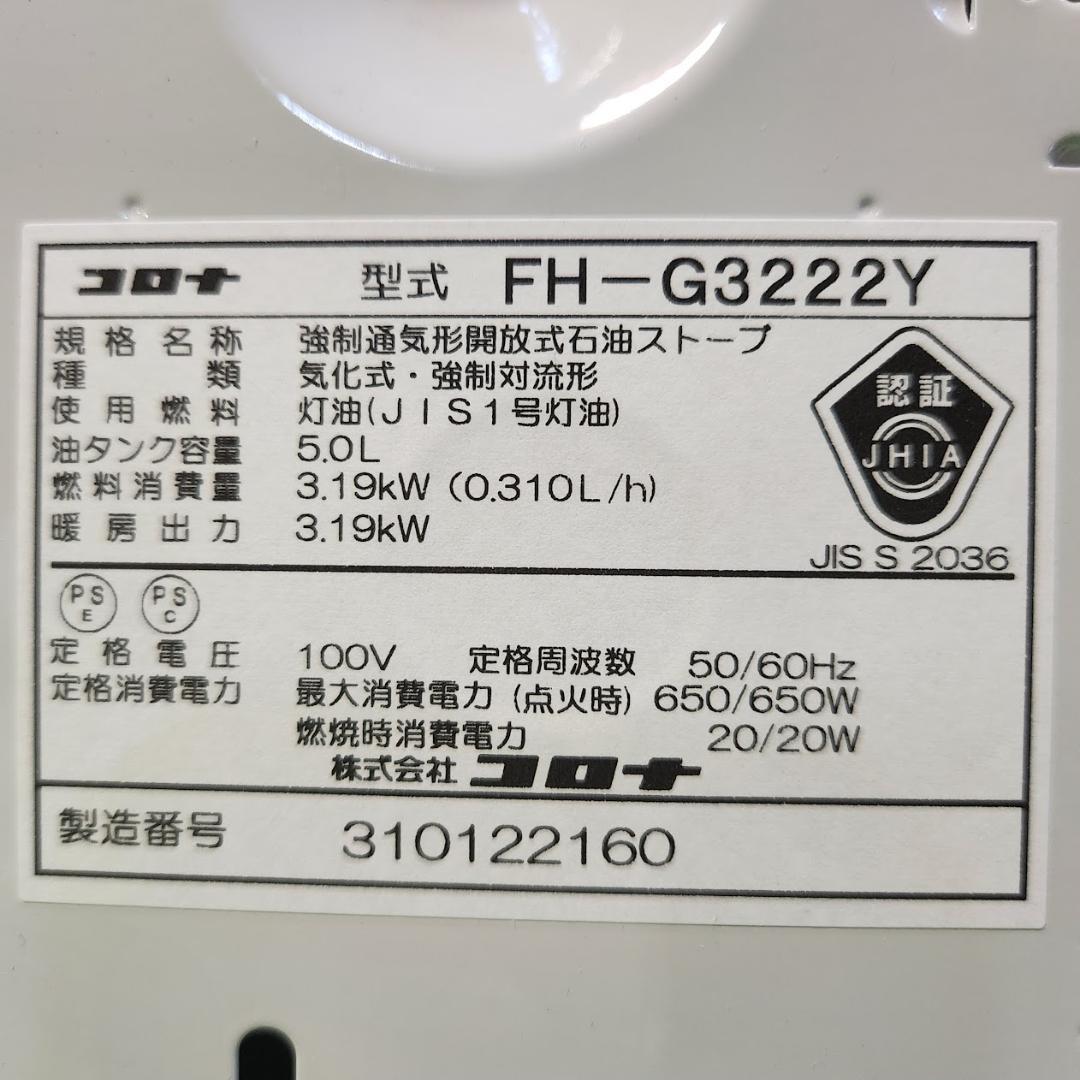 コロナ 型式 FH-G3222Y
規格名称 強制通気形開放式石油ストーブ
種類 気化式・強制対流形
使用燃料 灯油(JIS1号灯油)
油タンク容量 5.0L
燃料消費量 3.19kW (0.310L/h)
暖房出力 3.19kW
認証
JHIA
JIS S 2036
PS E PS C
定格電圧 100V 定格周波数 50/60Hz
定格消費電力 最大消費電力 (点火時) 650/650W
燃焼時消費電力 20/20W
株式会社 コロナ
製造番号 310122160